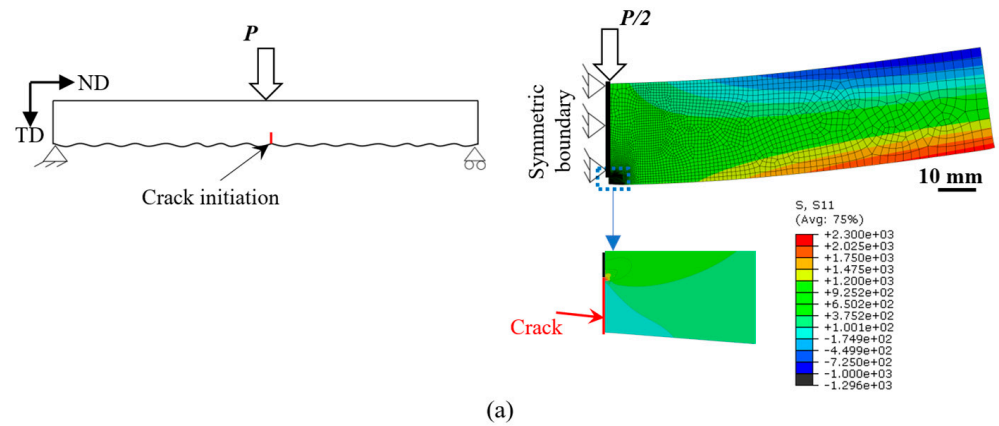 P
ND
TD
Crack initiation
P/2
Symmetric
boundary
10 mm
S, S11
(Avg: 75%)
+2.300e+03
+2.025e+03
+1.750e+03
+1.475e+03
+1.200e+03
+9.252e+02
+6.502e+02
+3.752e+02
+1.001e+02
-1.749e+02
-4.499e+02
-7.250e+02
-1.000e+03
-1.296e+03
Crack
(a)